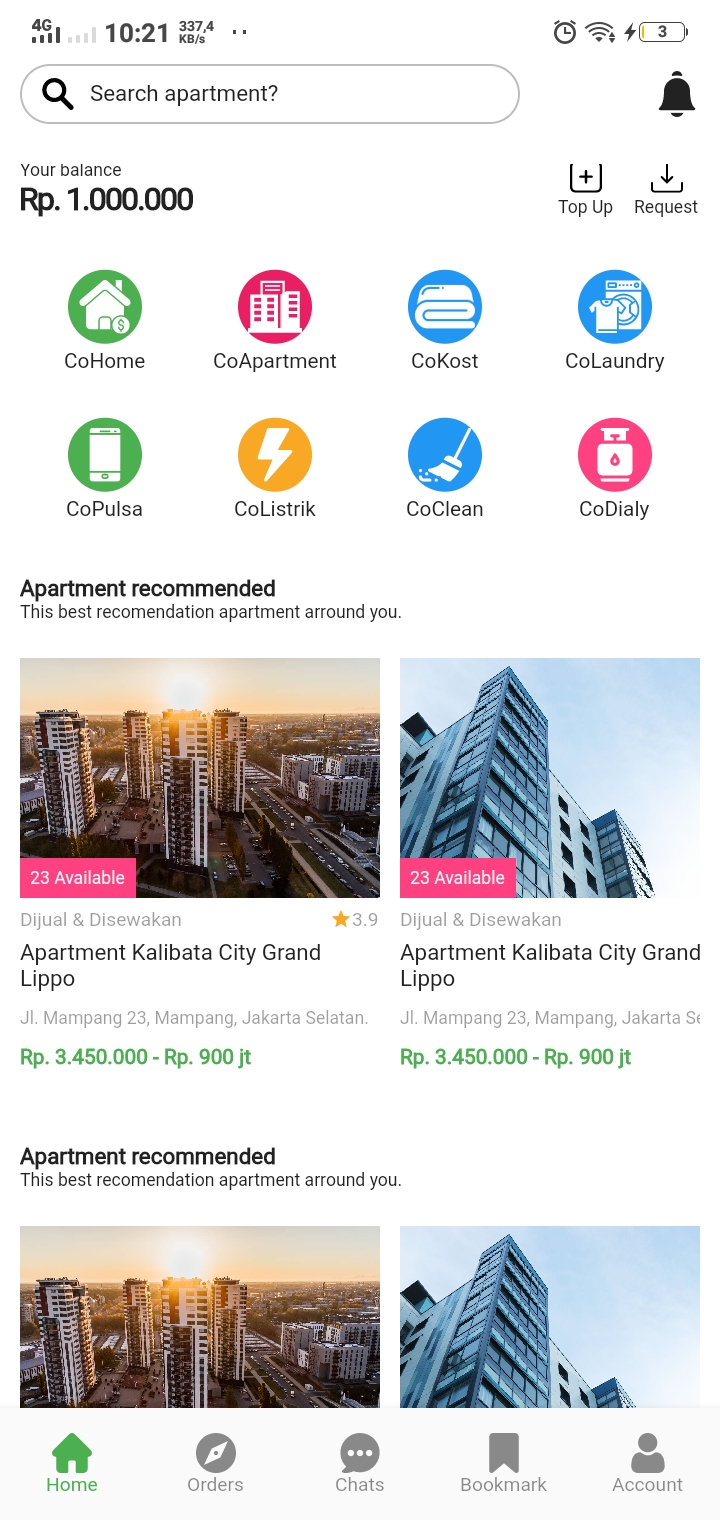 4G 10:21 337,4 KB/s 3
Search apartment?
Your balance
Rp. 1.000.000
Top Up Request
CoHome CoApartment CoKost CoLaundry
CoPulsa CoListrik CoClean CoDialy
Apartment recommended
This best recomendation apartment arround you.
23 Available 23 Available
Dijual & Disewakan 3.9 Dijual & Disewakan
Apartment Kalibata City Grand Apartment Kalibata City Grand
Lippo Lippo
Jl. Mampang 23, Mampang, Jakarta Selatan. Jl. Mampang 23, Mampang, Jakarta Se
Rp. 3.450.000 - Rp. 900 jt Rp. 3.450.000 - Rp. 900 jt
Apartment recommended
This best recomendation apartment arround you.
Home Orders Chats Bookmark Account